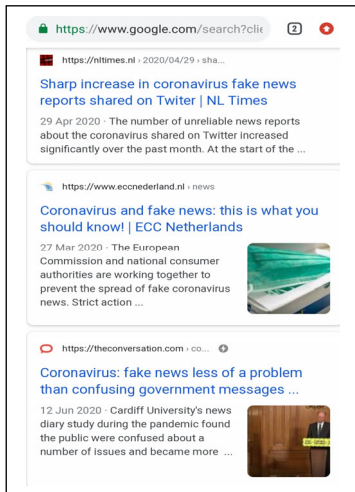 https://www.google.com/search?clie
2
https://nltimes.nl › 2020/04/29 › sha...
Sharp increase in coronavirus fake news
reports shared on Twiter | NL Times
29 Apr 2020 · The number of unreliable news reports
about the coronavirus shared on Twitter increased
significantly over the past month. At the start of the ...
https://www.eccnederland.nl › news
Coronavirus and fake news: this is what you
should know! | ECC Netherlands
27 Mar 2020 · The European
Commission and national consumer
authorities are working together to
prevent the spread of fake coronavirus
news. Strict action ...
https://theconversation.com › co...
Coronavirus: fake news less of a problem
than confusing government messages ...
12 Jun 2020 · Cardiff University's news
diary study during the pandemic found
the public were confused about a
number of issues and became more ...